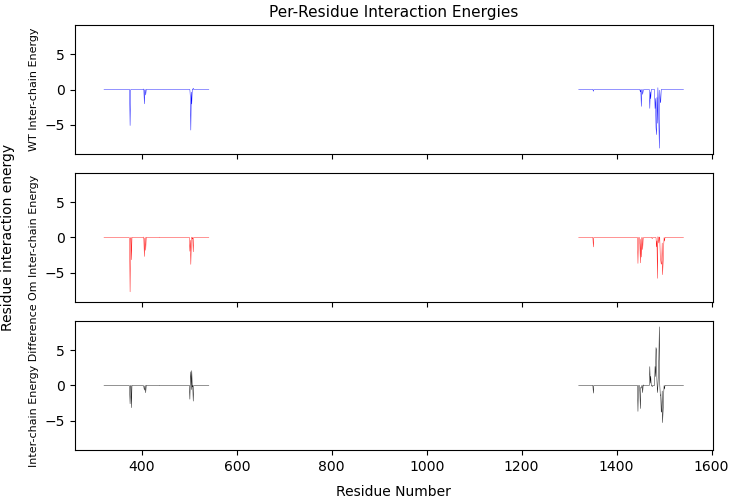 Per-Residue Interaction Energies
Residue interaction energy
WT Inter-chain Energy
5
0
−5
Om Inter-chain Energy
5
0
−5
Inter-chain Energy Difference
5
0
−5
400
600
800
1000
1200
1400
1600
Residue Number